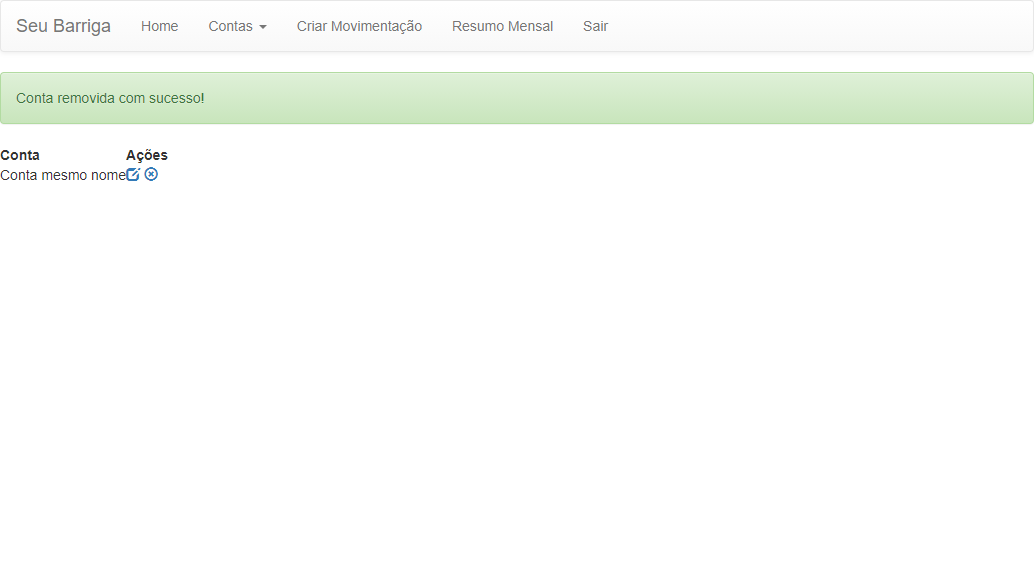 Seu Barriga Home Contas Criar Movimentação Resumo Mensal Sair
Conta removida com sucesso!
Conta Ações
Conta mesmo nome